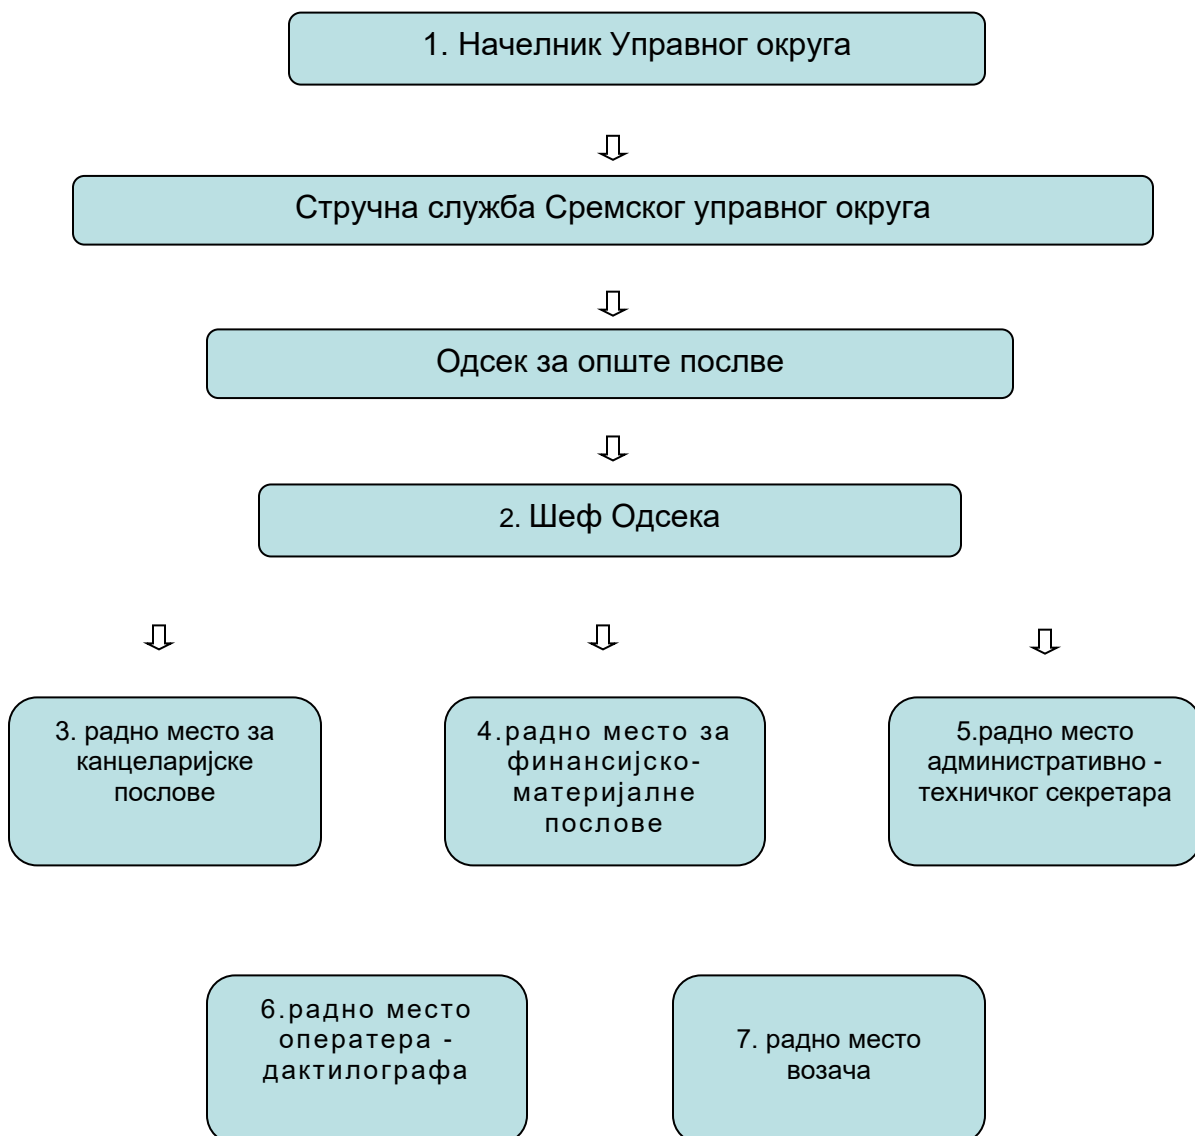 1. Начелник Управног округа
Стручна служба Сремског управног округа
Одсек за опште послве
2. Шеф Одсека
3. радно место за
канцеларијске
послове
4.радно место за
финансијско-
материјалне
послове
5.радно место
административно -
техничког секретара
6.радно место
оператера -
дактилографа
7. радно место
возача